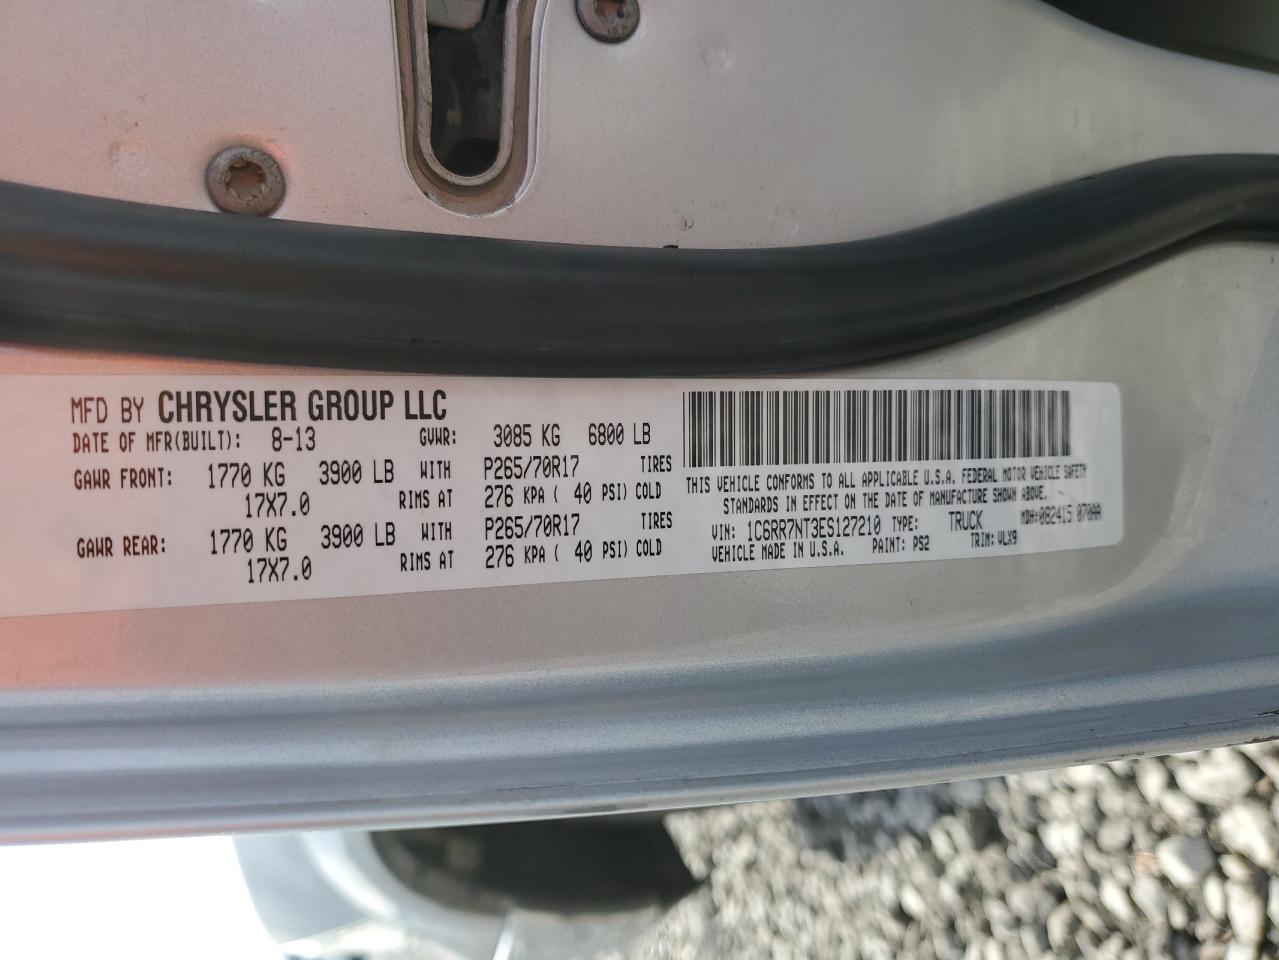 MFD BY CHRYSLER GROUP LLC
DATE OF MFR(BUILT): 8-13 GVWR: 3085 KG 6800 LB
GAWR FRONT: 1770 KG 3900 LB WITH P265/70R17 TIRES
17X7.0 RIMS AT 276 KPA ( 40 PSI) COLD
GAWR REAR: 1770 KG 3900 LB WITH P265/70R17 TIRES
17X7.0 RIMS AT 276 KPA ( 40 PSI) COLD
THIS VEHICLE CONFORMS TO ALL APPLICABLE U.S.A. FEDERAL MOTOR VEHICLE SAFETY
STANDARDS IN EFFECT ON THE DATE OF MANUFACTURE SHOWN ABOVE.
VIN: 1C6RR7NT3ES127210 TYPE: TRUCK MDH:082415 070AA
VEHICLE MADE IN U.S.A. PAINT: PS2 TRIM: VLX9